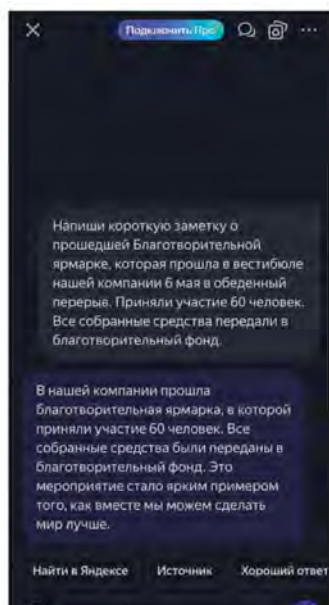 Подключить Про
Напиши короткую заметку о
прошедшей Благотворительной
ярмарке, которая прошла в вестибюле
нашей компании 6 мая в обеденный
перерыв. Приняли участие 60 человек.
Все собранные средства передали в
благотворительный фонд.
В нашей компании прошла
благотворительная ярмарка, в которой
приняли участие 60 человек. Все
собранные средства были переданы в
благотворительный фонд. Это
мероприятие стало ярким примером
того, как вместе мы можем сделать
мир лучше.
Найти в Яндексе Источник Хороший ответ